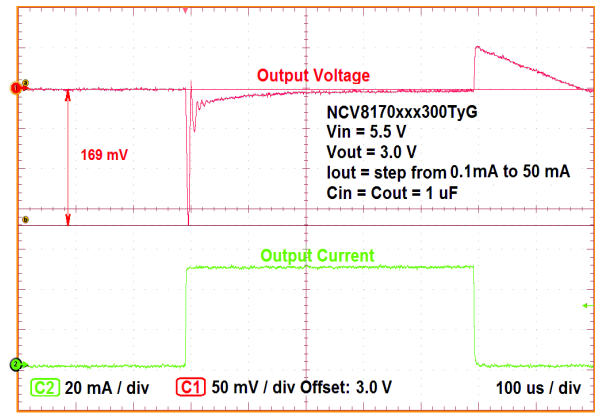 a
1
Output Voltage
NCV8170xxx300TyG
Vin = 5.5 V
Vout = 3.0 V
Iout = step from 0.1mA to 50 mA
Cin = Cout = 1 uF
169 mV
b
Output Current
2
C2 20 mA / div C1 50 mV / div Offset: 3.0 V 100 us / div